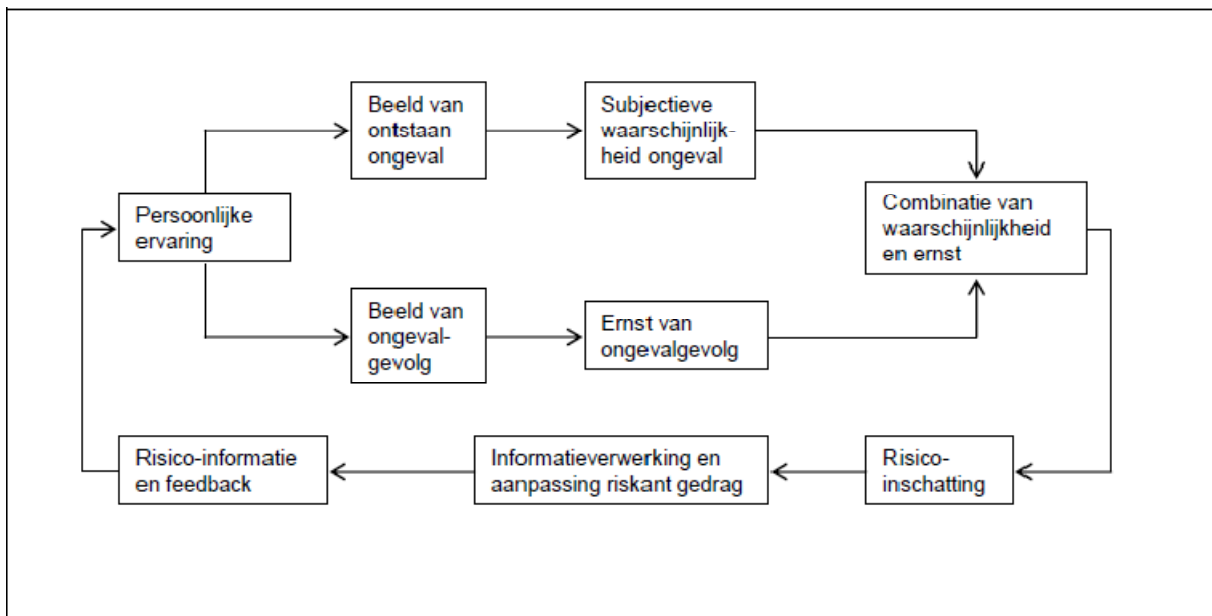 Beeld van
ontstaan
ongeval
Subjectieve
waarschijnlijk-
heid ongeval
Persoonlijke
ervaring
Combinatie van
waarschijnlijkheid
en ernst
Beeld van
ongeval-
gevolg
Ernst van
ongevalgevolg
Risico-informatie
en feedback
Informatieverwerking en
aanpassing riskant gedrag
Risico-
inschatting